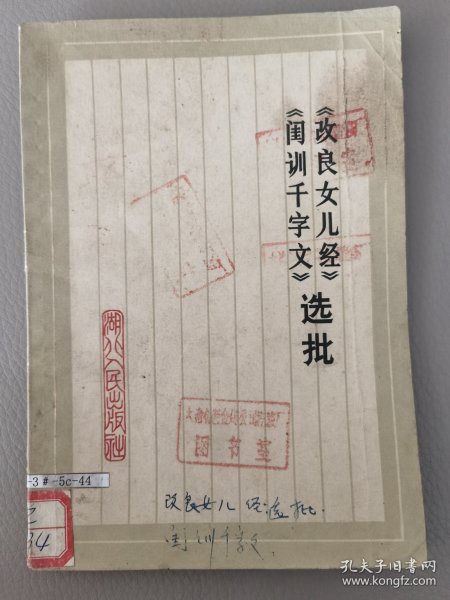 《改良女儿经》
《闺训千字文》
选批
湖北人民出版社
图书室
-3#-5c-44
Z
34
改良女儿经选批.
闺训千字文.
孔夫子旧书网
www.kongfz.com